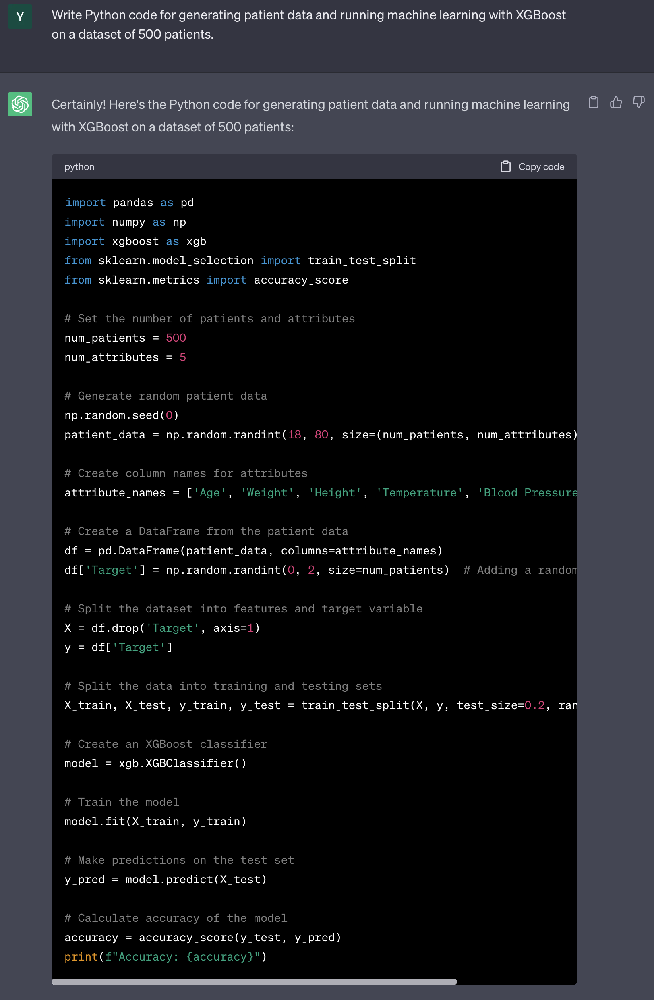 Y
Write Python code for generating patient data and running machine learning with XGBoost
on a dataset of 500 patients.
Certainly! Here's the Python code for generating patient data and running machine learning
with XGBoost on a dataset of 500 patients:
python
Copy code
import pandas as pd
import numpy as np
import xgboost as xgb
from sklearn.model_selection import train_test_split
from sklearn.metrics import accuracy_score
# Set the number of patients and attributes
num_patients = 500
num_attributes = 5
# Generate random patient data
np.random.seed(0)
patient_data = np.random.randint(18, 80, size=(num_patients, num_attributes)
# Create column names for attributes
attribute_names = ['Age', 'Weight', 'Height', 'Temperature', 'Blood Pressure
# Create a DataFrame from the patient data
df = pd.DataFrame(patient_data, columns=attribute_names)
df['Target'] = np.random.randint(0, 2, size=num_patients)  # Adding a random
# Split the dataset into features and target variable
X = df.drop('Target', axis=1)
y = df['Target']
# Split the data into training and testing sets
X_train, X_test, y_train, y_test = train_test_split(X, y, test_size=0.2, ran
# Create an XGBoost classifier
model = xgb.XGBClassifier()
# Train the model
model.fit(X_train, y_train)
# Make predictions on the test set
y_pred = model.predict(X_test)
# Calculate accuracy of the model
accuracy = accuracy_score(y_test, y_pred)
print(f"Accuracy: {accuracy}")